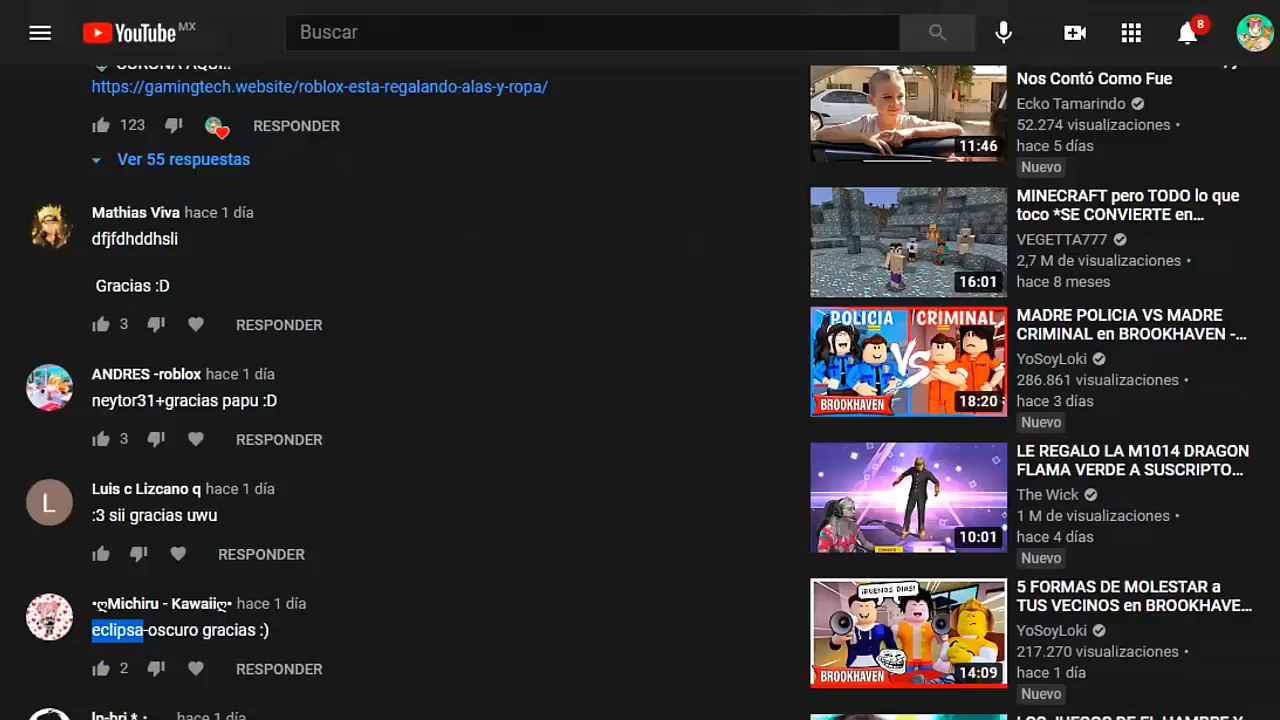 YouTube MX
Buscar
8
CORONA AQUÍ...
https://gamingtech.website/roblox-esta-regalando-alas-y-ropa/
123 RESPONDER
Ver 55 respuestas
Mathias Viva hace 1 día
dfjfdhddhsli
Gracias :D
3 RESPONDER
ANDRES -roblox hace 1 día
neytor31+gracias papu :D
3 RESPONDER
L
Luis c Lizcano q hace 1 día
:3 sii gracias uwu
RESPONDER
•ღMichiru - Kawaiiღ• hace 1 día
eclipsa-oscuro gracias :)
2 RESPONDER
hace 1 día
Nos Contó Como Fue
Ecko Tamarindo
52.274 visualizaciones •
hace 5 días
Nuevo
11:46
MINECRAFT pero TODO lo que
toco *SE CONVIERTE en...
VEGETTA777
2,7 M de visualizaciones •
hace 8 meses
16:01
POLICIA VS CRIMINAL
BROOKHAVEN
18:20
MADRE POLICIA VS MADRE
CRIMINAL en BROOKHAVEN -...
YoSoyLoki
286.861 visualizaciones •
hace 3 días
Nuevo
10:01
LE REGALO LA M1014 DRAGON
FLAMA VERDE A SUSCRIPTO...
The Wick
1 M de visualizaciones •
hace 4 días
Nuevo
¡BUENOS DIAS!
BROOKHAVEN
14:09
5 FORMAS DE MOLESTAR a
TUS VECINOS en BROOKHAVE...
YoSoyLoki
217.270 visualizaciones •
hace 1 día
Nuevo
LOS JUEGOS DE EL HAMBRE Y